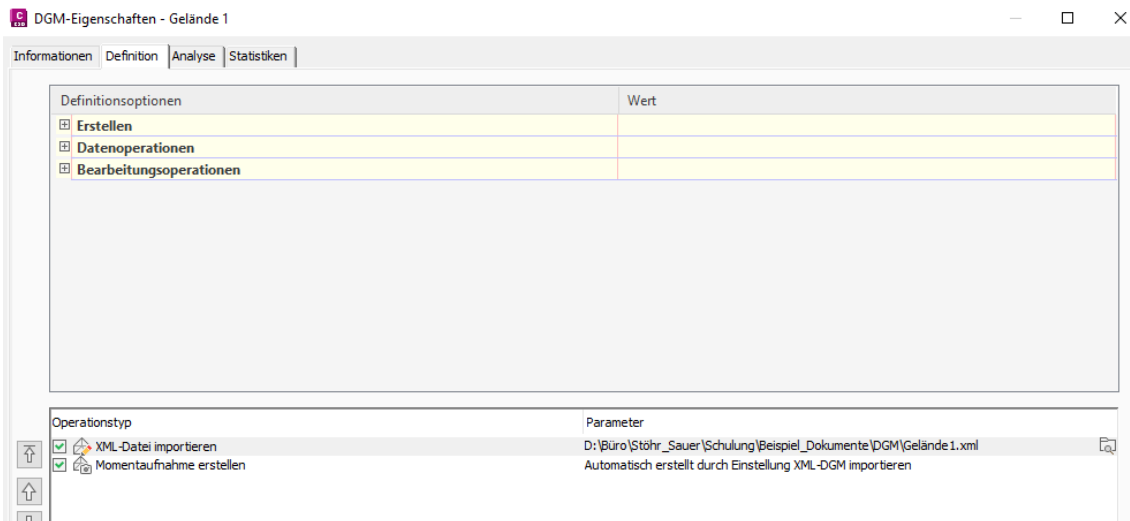 DGM-Eigenschaften - Gelände 1
Informationen Definition Analyse Statistiken
Definitionsoptionen Wert
Erstellen
Datenoperationen
Bearbeitungsoperationen
Operationstyp Parameter
XML-Datei importieren D:\Büro\Stöhr_Sauer\Schulung\Beispiel_Dokumente\DGM\Gelände1.xml
Momentaufnahme erstellen Automatisch erstellt durch Einstellung XML-DGM importieren